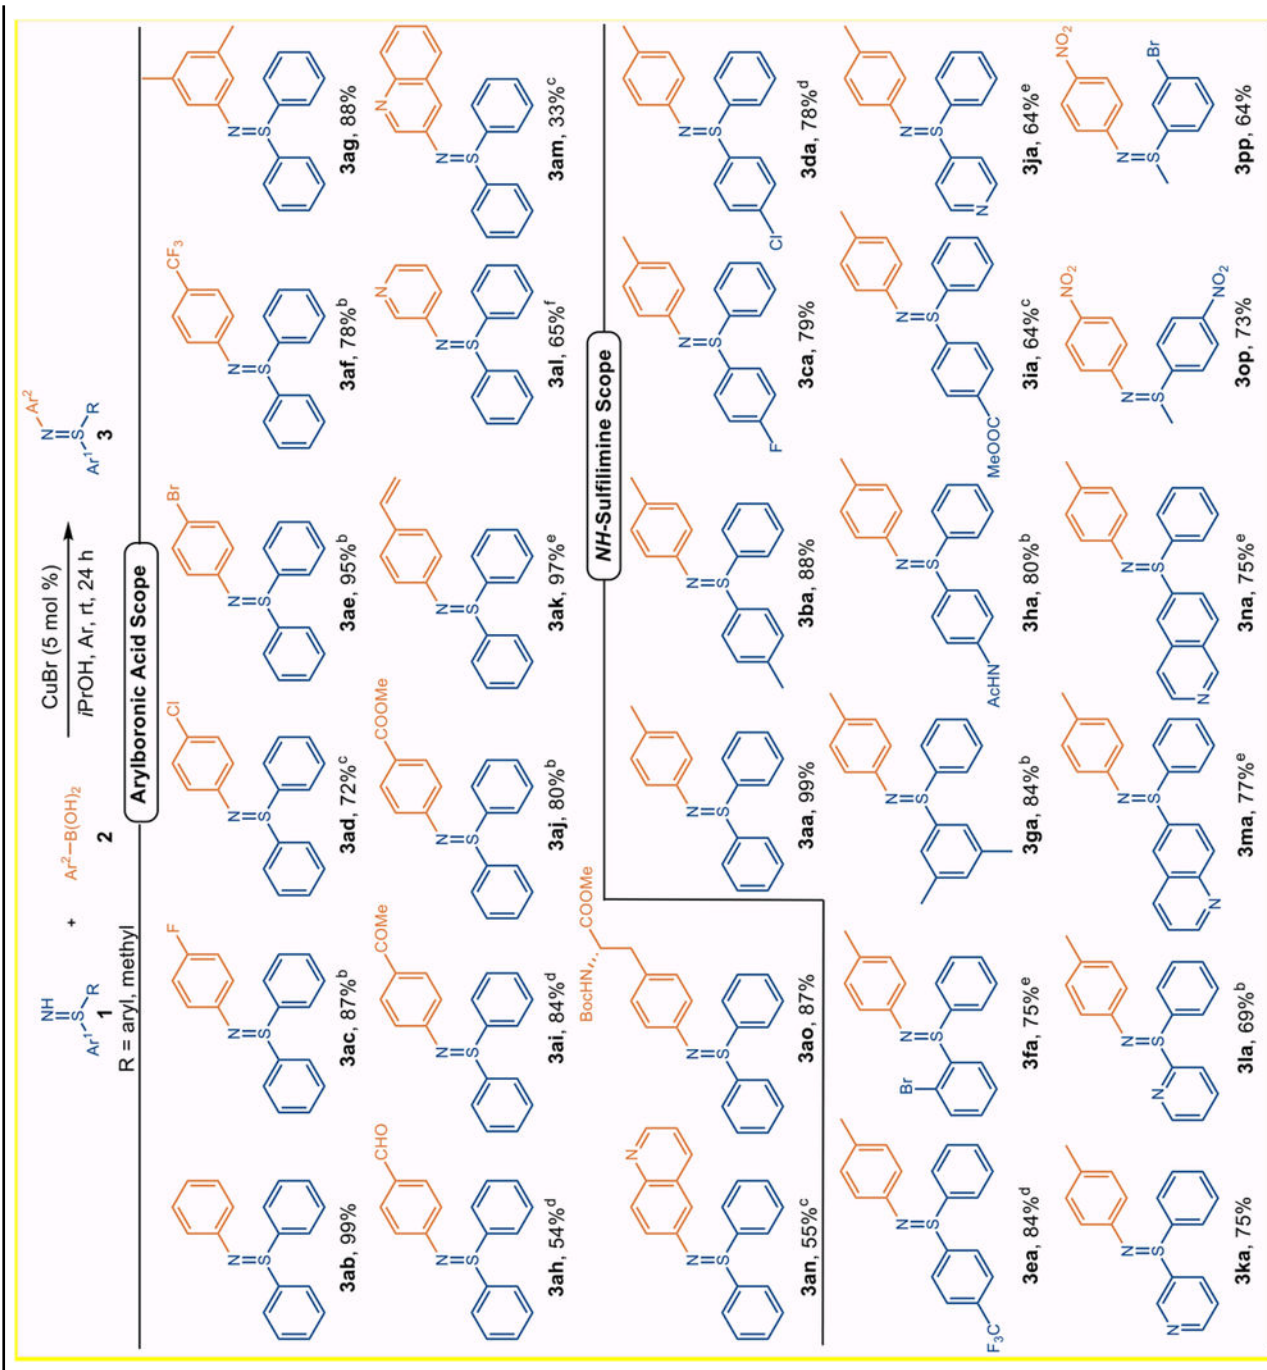 NH
Ar¹ S R
1
+
Ar²—B(OH)₂
2
CuBr (5 mol %)
iPrOH, Ar, rt, 24 h
N Ar²
Ar¹ S R
3
R = aryl, methyl
Arylboronic Acid Scope
F
Cl
Br
CF₃
N
S
N
S
N
S
N
S
N
S
N
S
3ab, 99%
3ac, 87%ᵇ
3ad, 72%ᶜ
3ae, 95%ᵇ
3af, 78%ᵇ
3ag, 88%
CHO
COMe
COOMe
N
N
N
S
N
S
N
S
N
S
N
S
N
S
3ah, 54%ᵈ
3ai, 84%ᵈ
3aj, 80%ᵇ
3ak, 97%ᵉ
3al, 65%ᶠ
3am, 33%ᶜ
NH-Sulfilimine Scope
N
BocHN
COOMe
N
S
N
S
N
S
N
S
N
S
F
N
S
Cl
3an, 55%ᶜ
3ao, 87%
3aa, 99%
3ba, 88%
3ca, 79%
3da, 78%ᵈ
N
S
F₃C
N
S
Br
N
S
N
S
AcHN
N
S
MeOOC
N
S
N
3ea, 84%ᵈ
3fa, 75%ᵉ
3ga, 84%ᵇ
3ha, 80%ᵇ
3ia, 64%ᶜ
3ja, 64%ᵉ
N
S
N
N
S
N
N
S
N
N
S
N
NO₂
N
S
NO₂
NO₂
N
S
Br
3ka, 75%
3la, 69%ᵇ
3ma, 77%ᵉ
3na, 75%ᵉ
3op, 73%
3pp, 64%